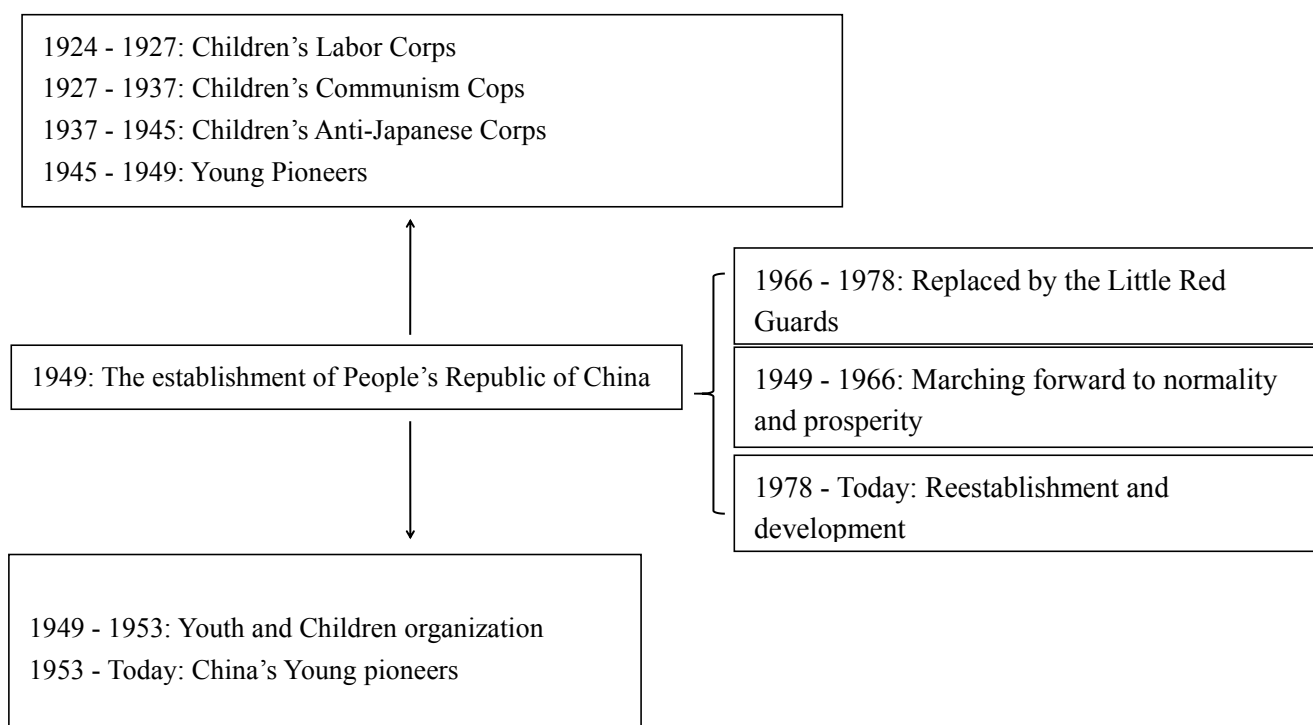 1924 - 1927: Children’s Labor Corps
1927 - 1937: Children’s Communism Cops
1937 - 1945: Children’s Anti-Japanese Corps
1945 - 1949: Young Pioneers
1949: The establishment of People’s Republic of China
1966 - 1978: Replaced by the Little Red
Guards
1949 - 1966: Marching forward to normality
and prosperity
1978 - Today: Reestablishment and
development
1949 - 1953: Youth and Children organization
1953 - Today: China’s Young pioneers